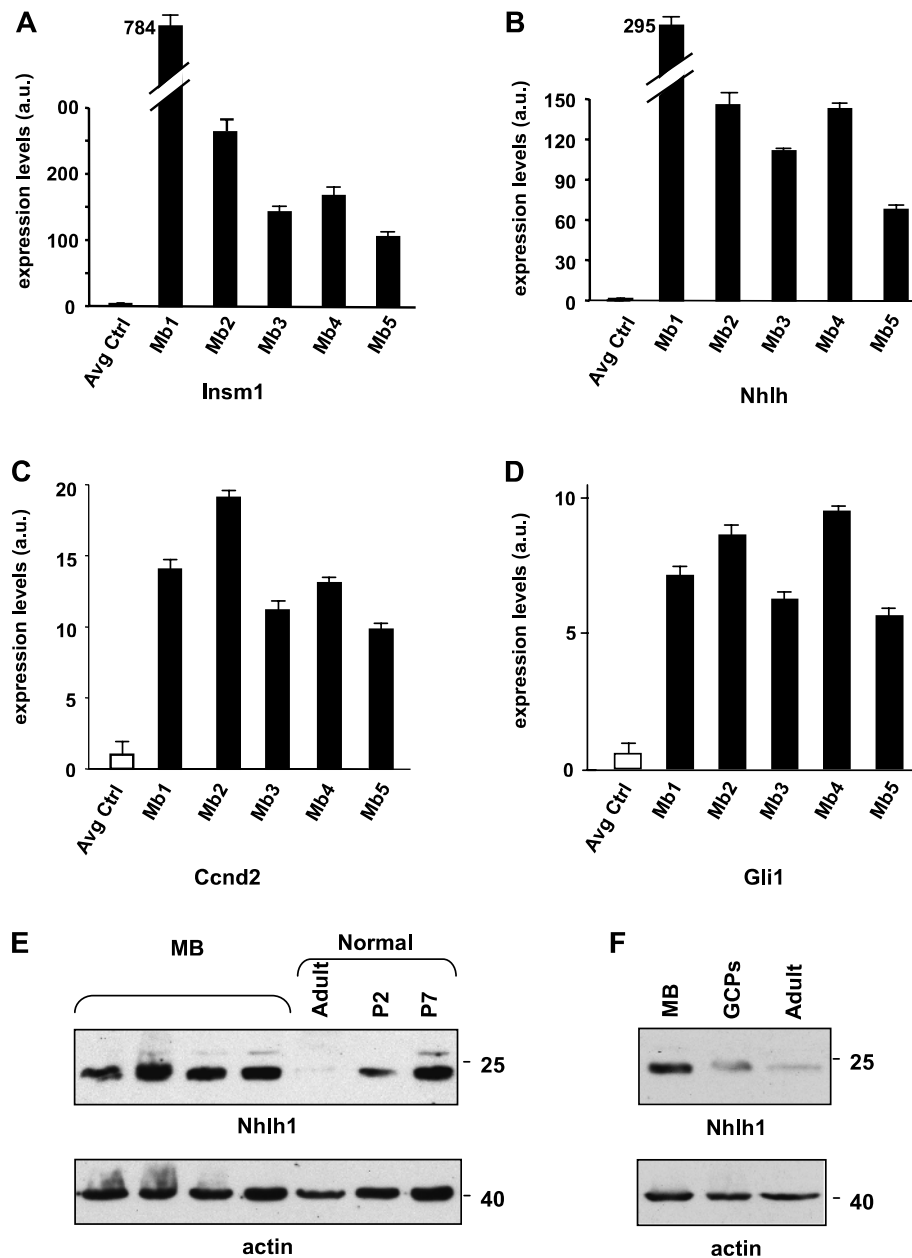 A
expression levels (a.u.)
784
00
200
100
0
Avg Ctrl
Mb1
Mb2
Mb3
Mb4
Mb5
Insm1
B
expression levels (a.u.)
295
150
120
90
60
30
0
Avg Ctrl
Mb1
Mb2
Mb3
Mb4
Mb5
Nhlh
C
expression levels (a.u.)
20
15
10
5
0
Avg Ctrl
Mb1
Mb2
Mb3
Mb4
Mb5
Ccnd2
D
expression levels (a.u.)
10
5
0
Avg Ctrl
Mb1
Mb2
Mb3
Mb4
Mb5
Gli1
E
MB
Normal
Adult
P2
P7
25
Nhlh1
40
actin
F
MB
GCPs
Adult
25
Nhlh1
40
actin